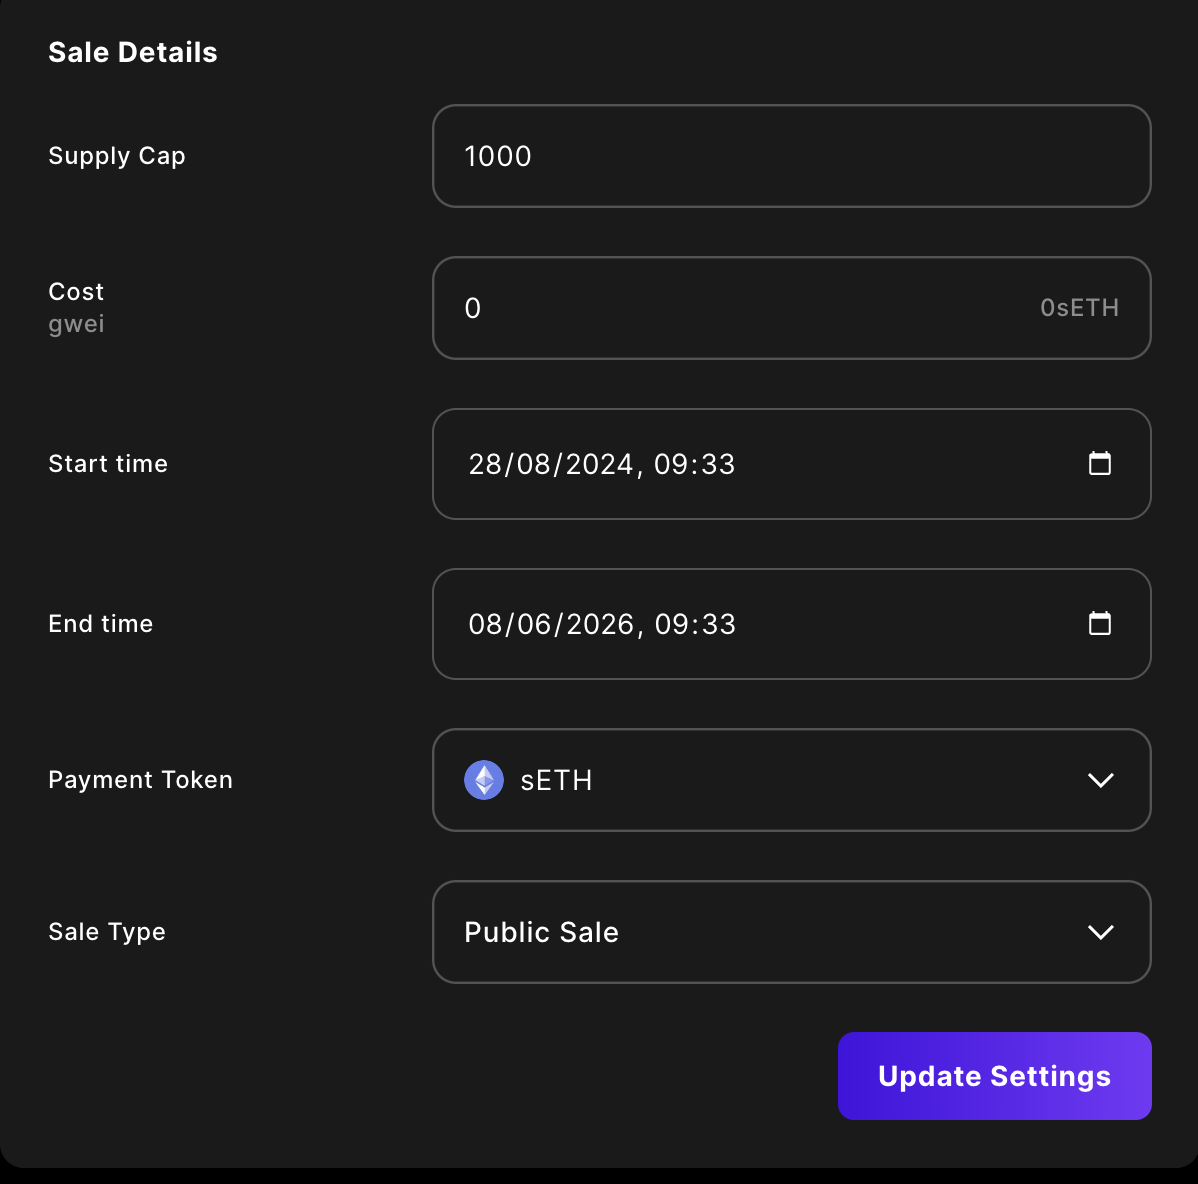 Sale Details
Supply Cap
1000
Cost
gwei
0
0sETH
Start time
28/08/2024, 09:33
End time
08/06/2026, 09:33
Payment Token
sETH
Sale Type
Public Sale
Update Settings